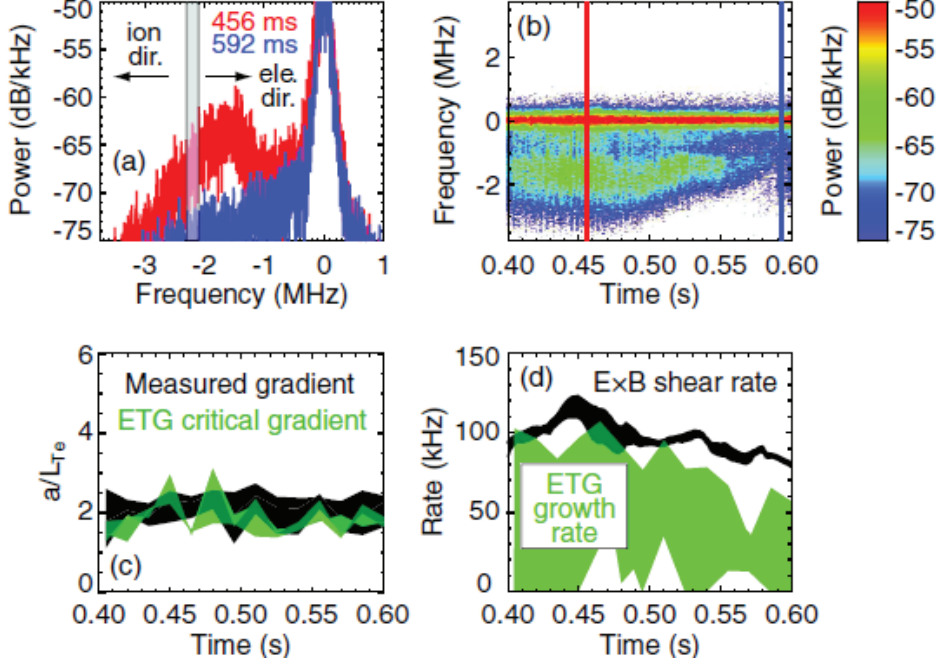 Power (dB/kHz)
-50
-55
-60
-65
-70
-75
ion
dir.
456 ms
592 ms
ele.
dir.
(a)
-3
-2
-1
0
1
Frequency (MHz)
Frequency (MHz)
2
0
-2
(b)
0.40
0.45
0.50
0.55
0.60
Time (s)
Power (dB/kHz)
-50
-55
-60
-65
-70
-75
a/LTe
6
4
2
0
Measured gradient
ETG critical gradient
(c)
0.40
0.45
0.50
0.55
0.60
Time (s)
Rate (kHz)
150
100
50
0
(d)
E×B shear rate
ETG
growth
rate
0.40
0.45
0.50
0.55
0.60
Time (s)